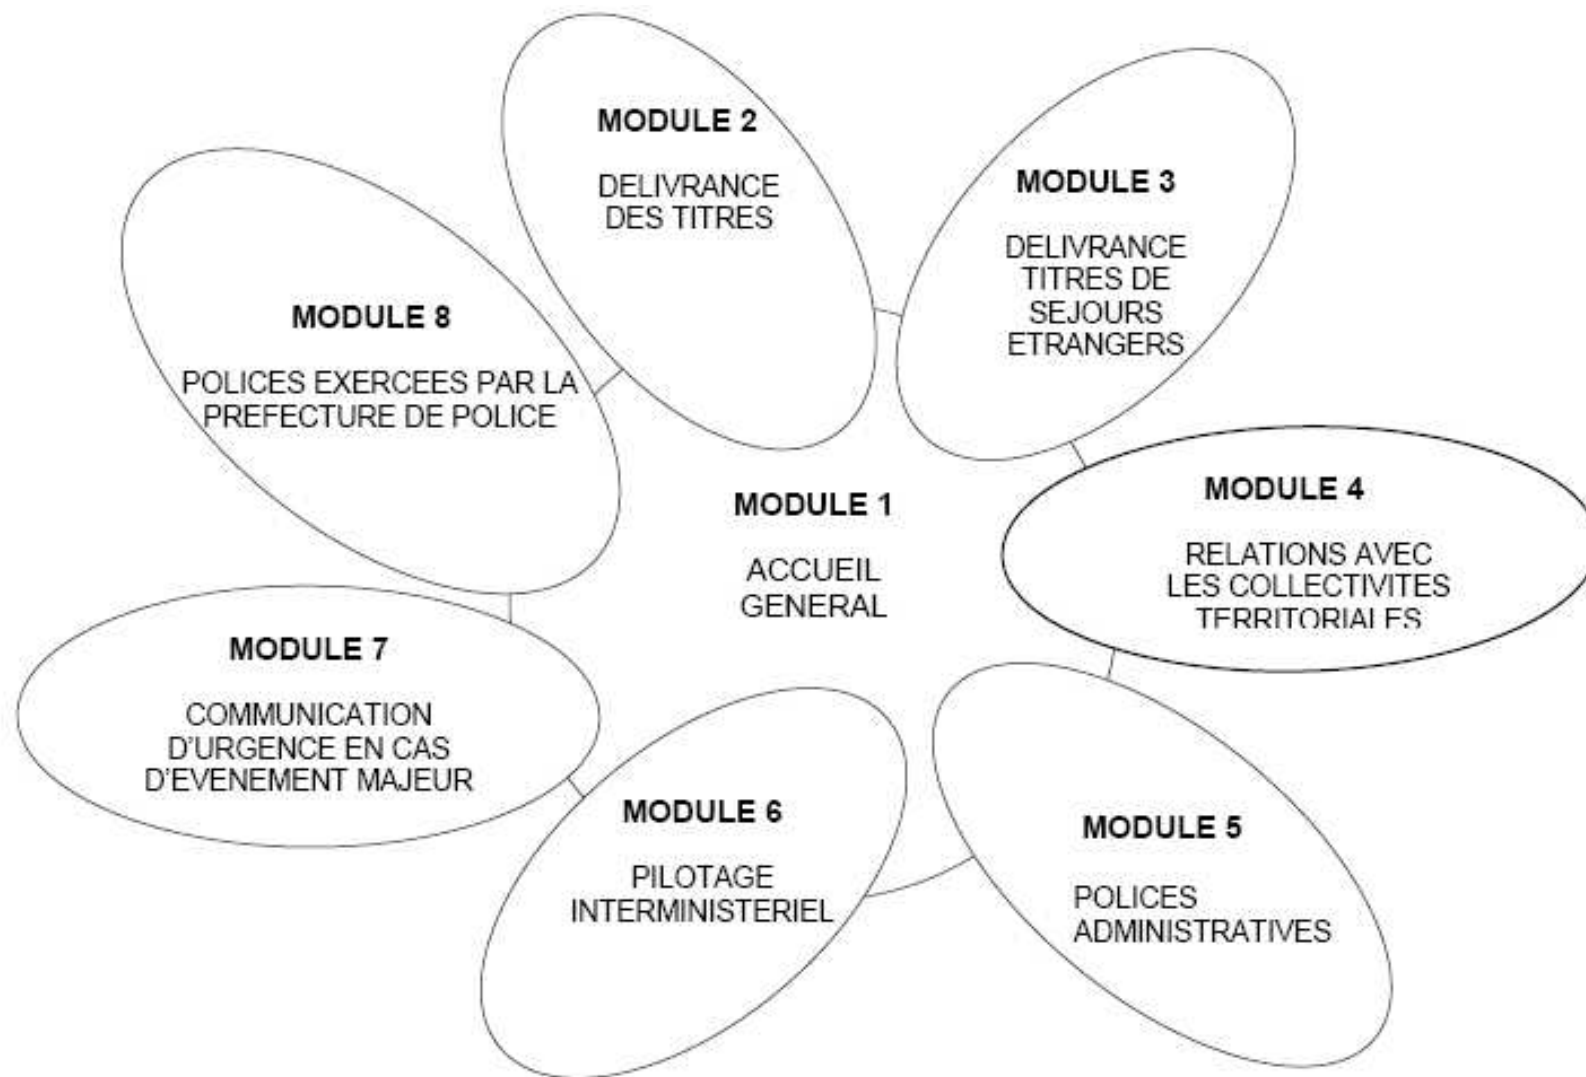 MODULE 1
ACCUEIL
GENERAL
MODULE 2
DELIVRANCE
DES TITRES
MODULE 3
DELIVRANCE
TITRES DE
SEJOURS
ETRANGERS
MODULE 4
RELATIONS AVEC
LES COLLECTIVITES
TERRITORIALES
MODULE 5
POLICES
ADMINISTRATIVES
MODULE 6
PILOTAGE
INTERMINISTERIEL
MODULE 7
COMMUNICATION
D'URGENCE EN CAS
D'EVENEMENT MAJEUR
MODULE 8
POLICES EXERCEES PAR LA
PREFECTURE DE POLICE